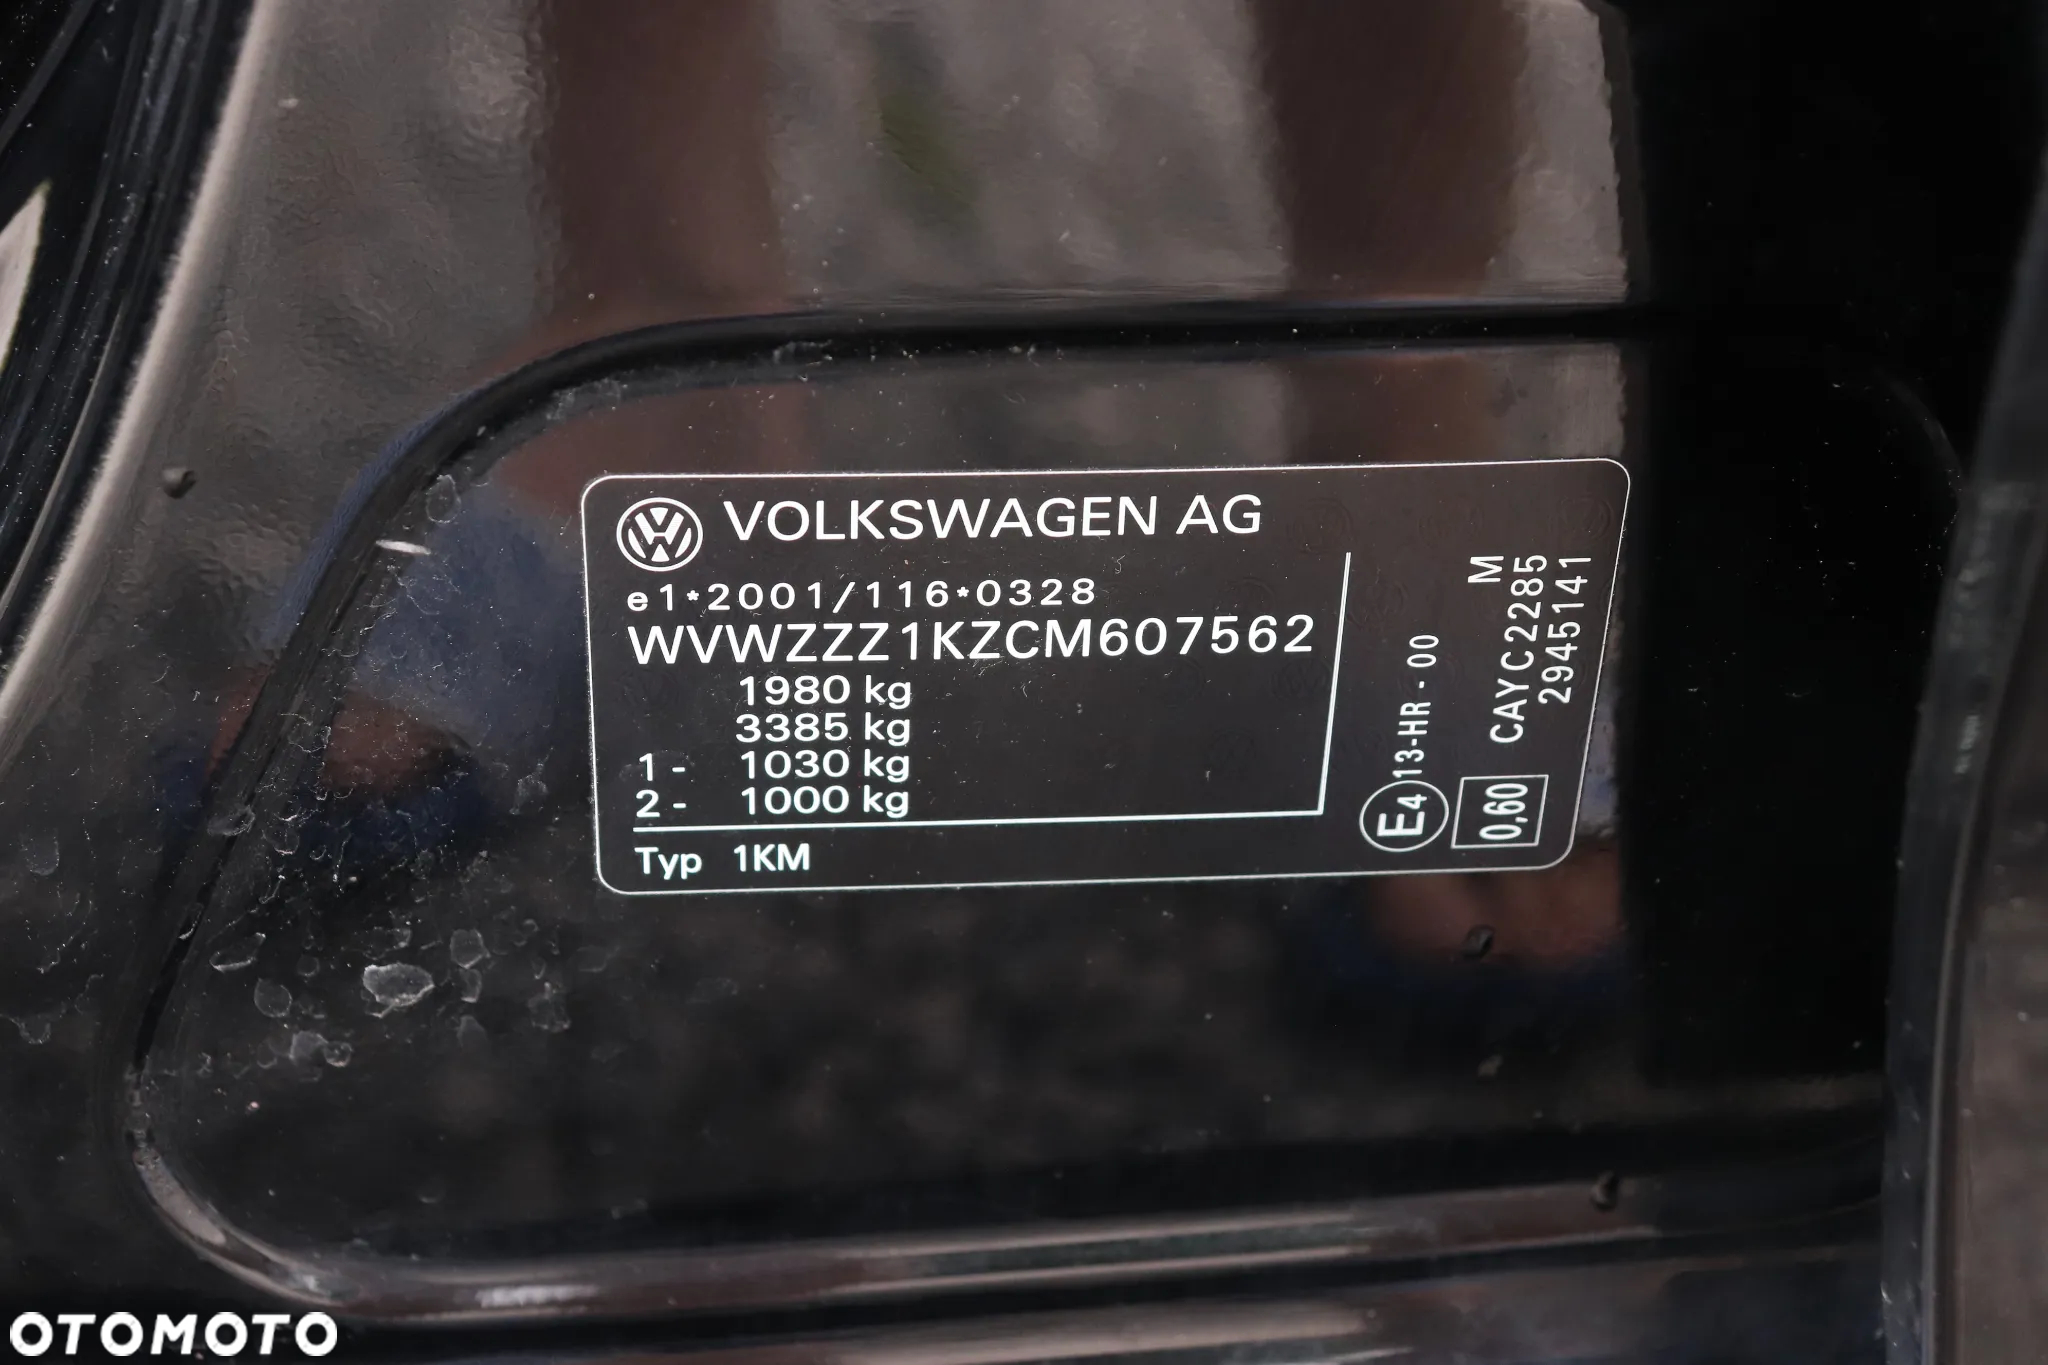 VOLKSWAGEN AG
e1*2001/116*0328
WVWZZZ1KZCM607562
1980 kg
3385 kg
1- 1030 kg
2- 1000 kg
Typ 1KM
E4 13-HR-00
0,60
M
CAYC2285
2945141
OTOMOTO